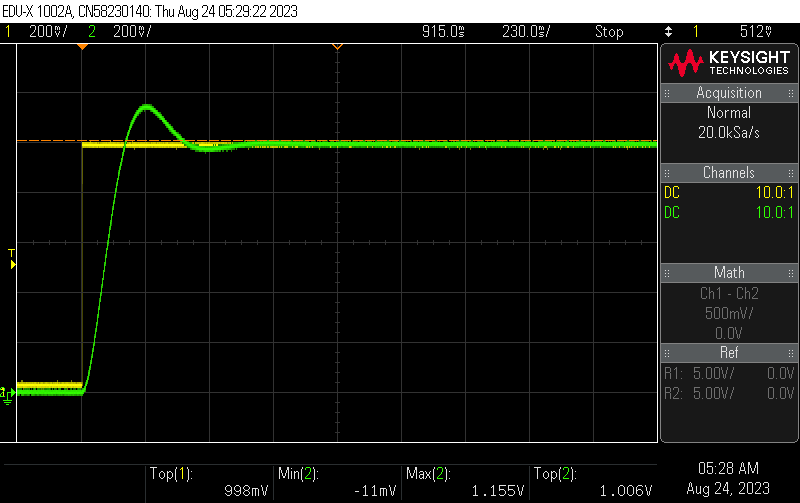 EDU-X 1002A, CN58230140: Thu Aug 24 05:29:22 2023
1 200%/ 2 200%/ 915.0s 230.0s/ Stop 1 512%
KEYSIGHT
TECHNOLOGIES
Acquisition
Normal
20.0kSa/s
Channels
DC 10.0:1
DC 10.0:1
T
Math
Ch1 - Ch2
500mV/
0.0V
Ref
R1: 5.00V/ 0.0V
R2: 5.00V/ 0.0V
Top(1): Min(2): Max(2): Top(2):
998mV -11mV 1.155V 1.006V
05:28 AM
Aug 24, 2023